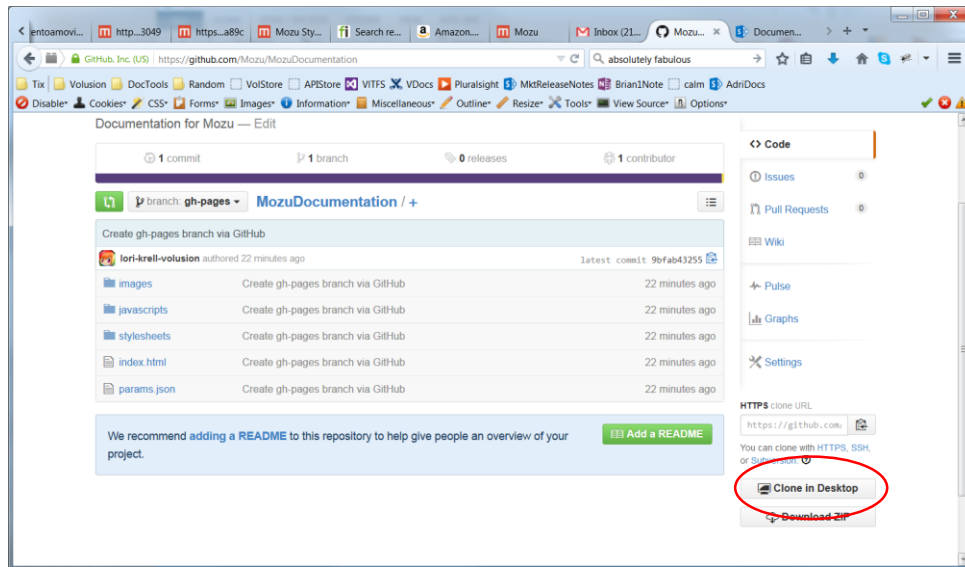 entoamovi... http...3049 https...a89c Mozu Sty... Search re... Amazon.... Mozu Inbox (21... Mozu... × Documen...
GitHub, Inc. (US) https://github.com/Mozu/MozuDocumentation absolutely fabulous
Tix Volusion DocTools Random VolStore APIStore VITFS VDocs Pluralsight MktReleaseNotes Brian1Note calm AdriDocs
Disable Cookies CSS Forms Images Information Miscellaneous Outline Resize Tools View Source Options
Documentation for Mozu — Edit
1 commit 1 branch 0 releases 1 contributor
branch: gh-pages MozuDocumentation / +
Create gh-pages branch via GitHub
lori-krell-volusion authored 22 minutes ago latest commit 9bfab43255
images Create gh-pages branch via GitHub 22 minutes ago
javascripts Create gh-pages branch via GitHub 22 minutes ago
stylesheets Create gh-pages branch via GitHub 22 minutes ago
index.html Create gh-pages branch via GitHub 22 minutes ago
params.json Create gh-pages branch via GitHub 22 minutes ago
We recommend adding a README to this repository to help give people an overview of your
project.
Add a README
Code
Issues 0
Pull Requests 0
Wiki
Pulse
Graphs
Settings
HTTPS clone URL
https://github.com/
You can clone with HTTPS, SSH,
or Subversion.
Clone in Desktop
Download ZIP